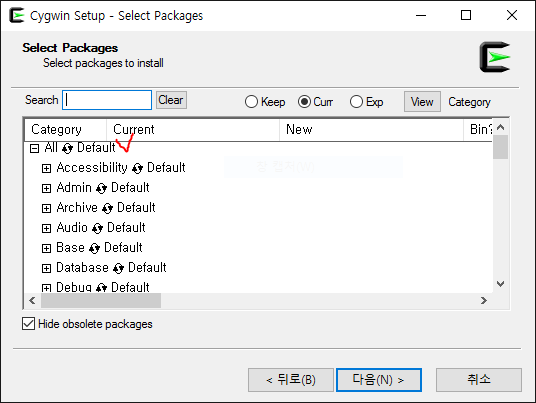 Cygwin Setup - Select Packages
Select Packages
Select packages to install
Search Clear Keep Curr Exp View Category
Category Current New Bin?
All Default
Accessibility Default
Admin Default
Archive Default
Audio Default
Base Default
Database Default
Debug Default
Hide obsolete packages
< 뒤로(B) 다음(N) > 취소